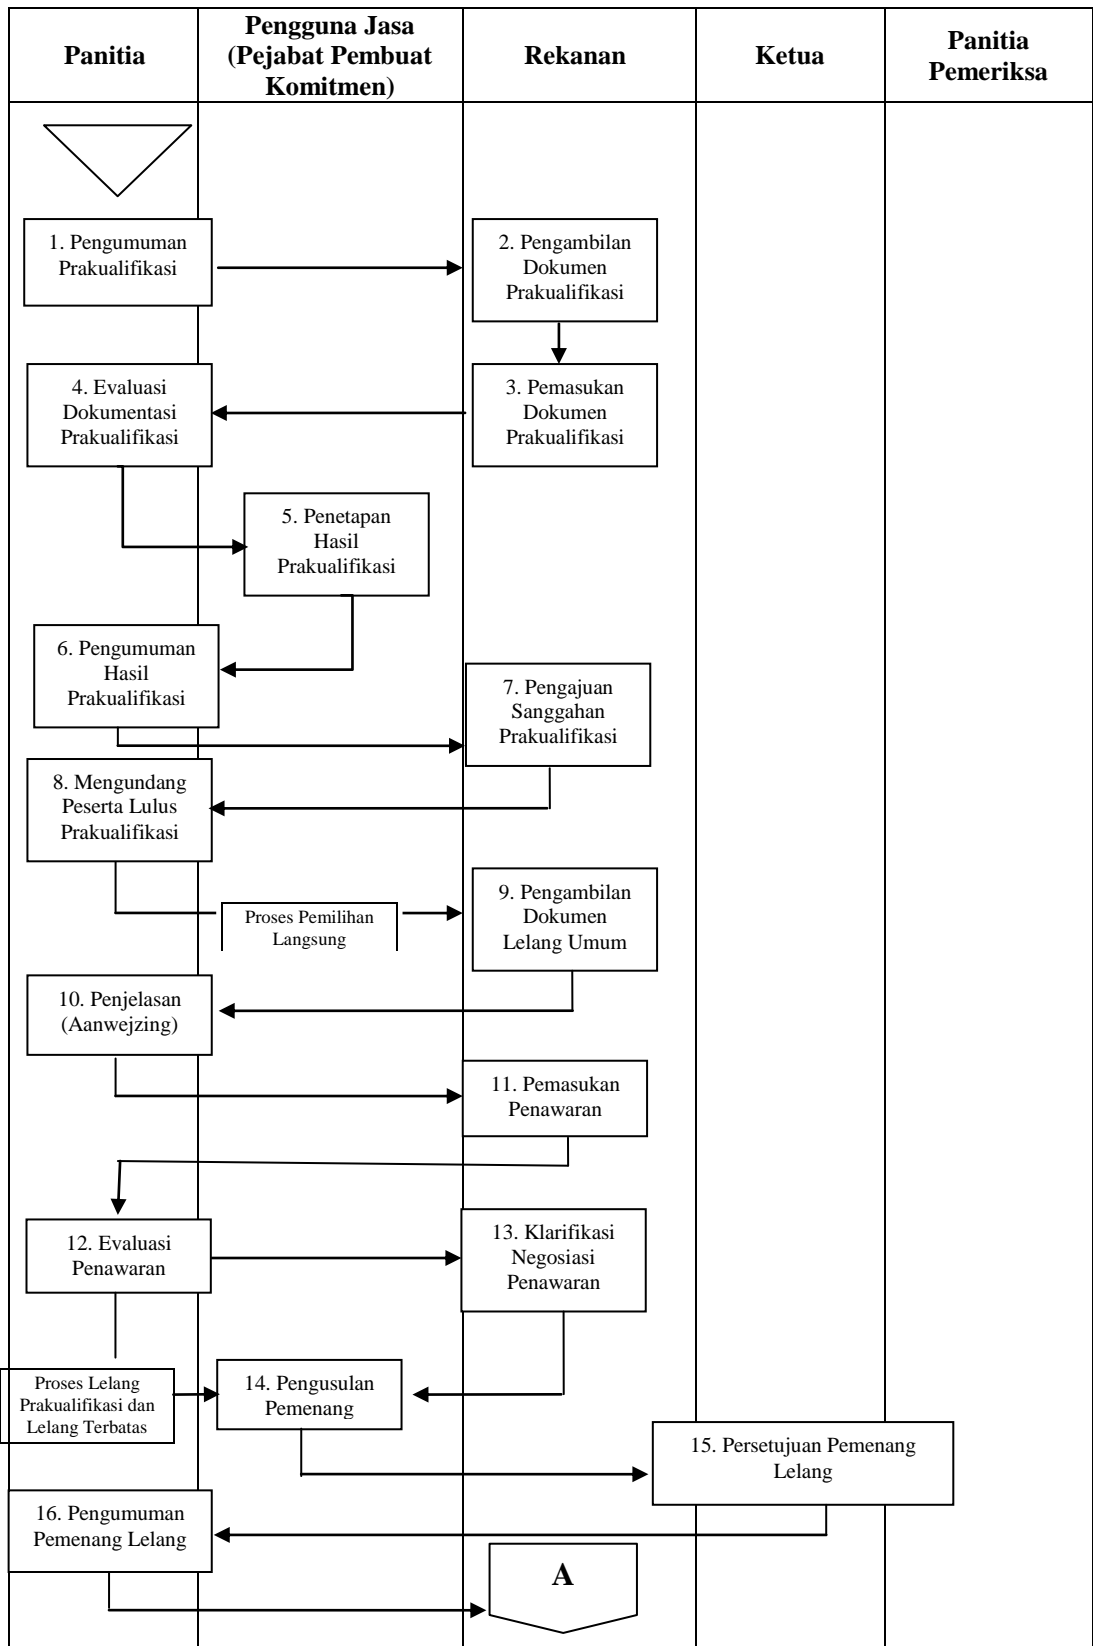 Panitia
Pengguna Jasa
(Pejabat Pembuat
Komitmen)
Rekanan
Ketua
Panitia
Pemeriksa
1. Pengumuman
Prakualifikasi
2. Pengambilan
Dokumen
Prakualifikasi
4. Evaluasi
Dokumentasi
Prakualifikasi
3. Pemasukan
Dokumen
Prakualifikasi
5. Penetapan
Hasil
Prakualifikasi
6. Pengumuman
Hasil
Prakualifikasi
7. Pengajuan
Sanggahan
Prakualifikasi
8. Mengundang
Peserta Lulus
Prakualifikasi
Proses Pemilihan
Langsung
9. Pengambilan
Dokumen
Lelang Umum
10. Penjelasan
(Aanwejzing)
11. Pemasukan
Penawaran
12. Evaluasi
Penawaran
13. Klarifikasi
Negosiasi
Penawaran
Proses Lelang
Prakualifikasi dan
Lelang Terbatas
14. Pengusulan
Pemenang
15. Persetujuan Pemenang
Lelang
16. Pengumuman
Pemenang Lelang
A